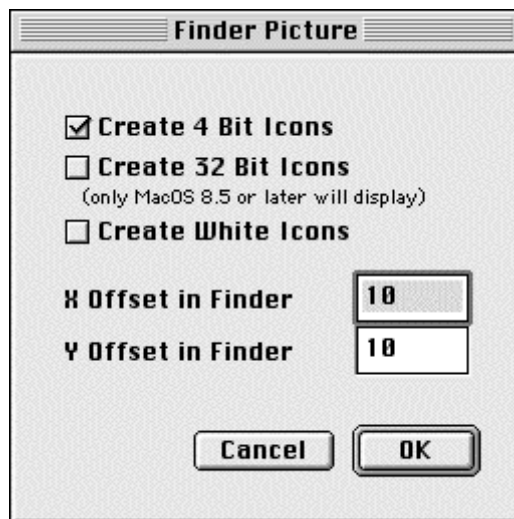 Finder Picture
Create 4 Bit Icons
Create 32 Bit Icons
(only MacOS 8.5 or later will display)
Create White Icons
X Offset in Finder 10
Y Offset in Finder 10
Cancel OK